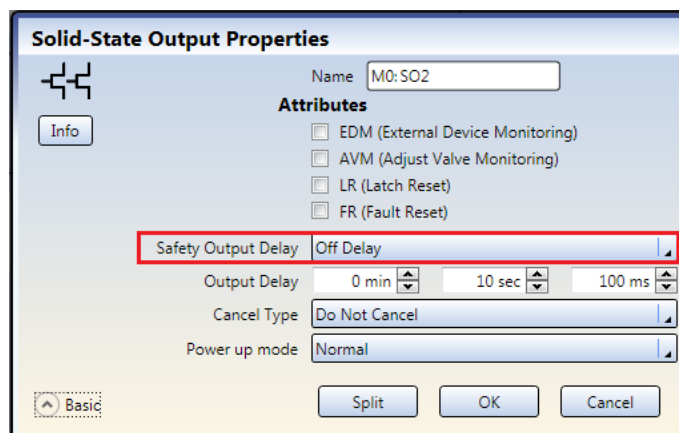 Solid-State Output Properties
Name M0:SO2
Attributes
Info
EDM (External Device Monitoring)
AVM (Adjust Valve Monitoring)
LR (Latch Reset)
FR (Fault Reset)
Safety Output Delay Off Delay
Output Delay 0 min 10 sec 100 ms
Cancel Type Do Not Cancel
Power up mode Normal
Basic Split OK Cancel